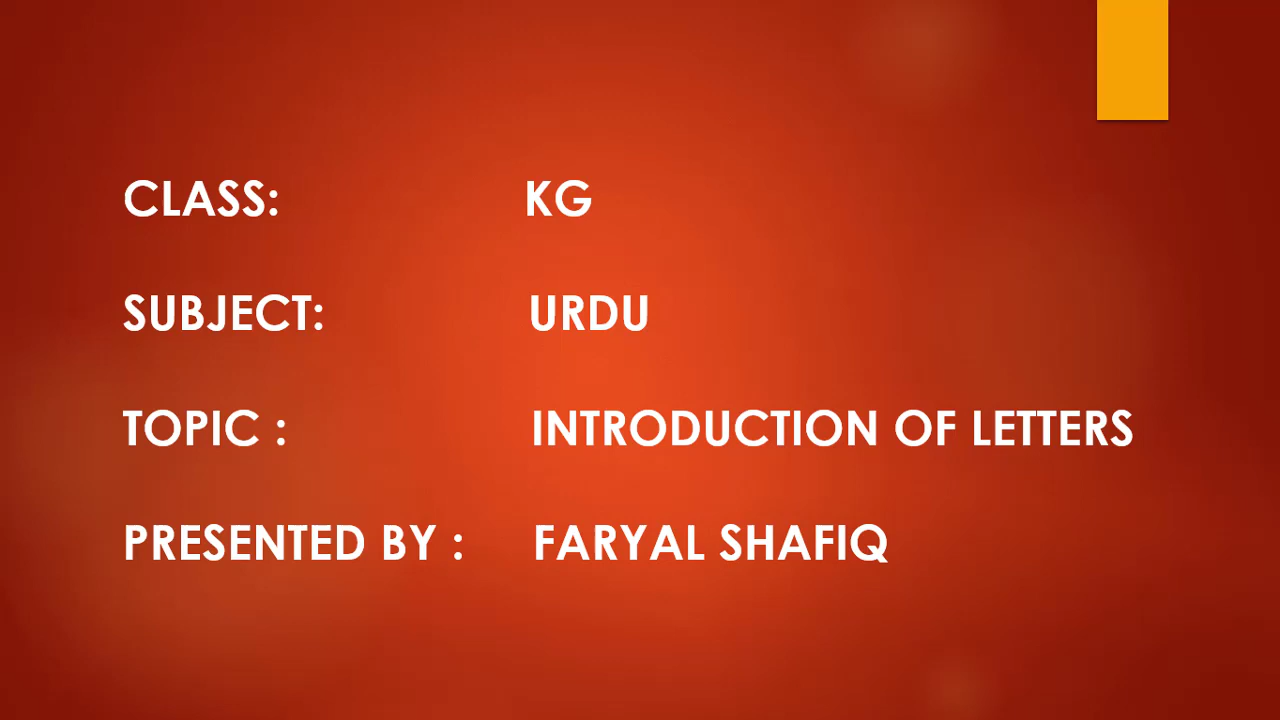 CLASS: KG
SUBJECT: URDU
TOPIC : INTRODUCTION OF LETTERS
PRESENTED BY : FARYAL SHAFIQ